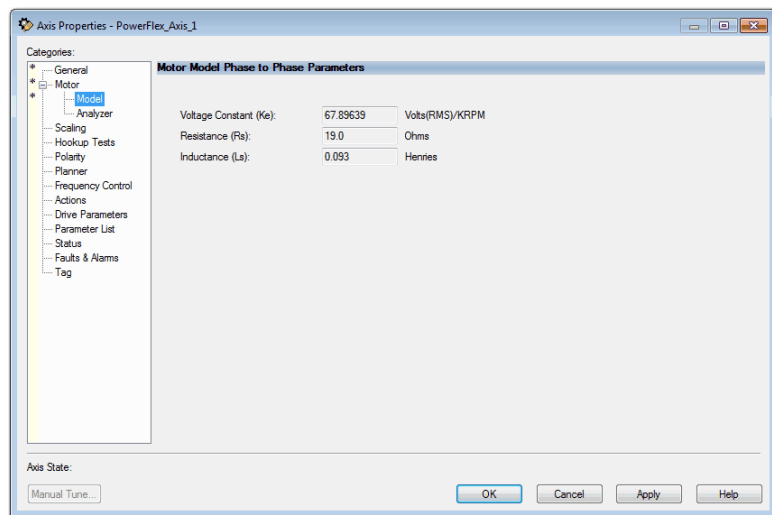 Axis Properties - PowerFlex_Axis_1
Categories:
* General
* Motor
* Model
Analyzer
Scaling
Hookup Tests
Polarity
Planner
Frequency Control
Actions
Drive Parameters
Parameter List
Status
Faults & Alarms
Tag
Motor Model Phase to Phase Parameters
Voltage Constant (Ke): 67.89639 Volts(RMS)/KRPM
Resistance (Rs): 19.0 Ohms
Inductance (Ls): 0.093 Henries
Axis State:
Manual Tune... OK Cancel Apply Help